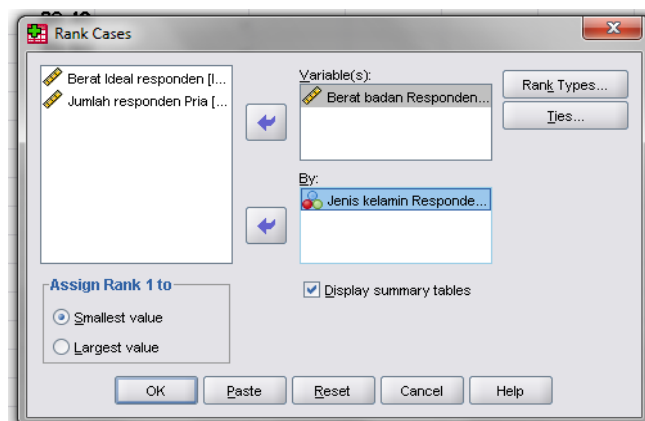 Rank Cases
Berat Ideal responden [I...
Jumlah responden Pria [...
Variable(s):
Berat badan Responden...
Rank Types...
Ties...
By:
Jenis kelamin Responde...
Assign Rank 1 to
Smallest value
Largest value
Display summary tables
OK
Paste
Reset
Cancel
Help